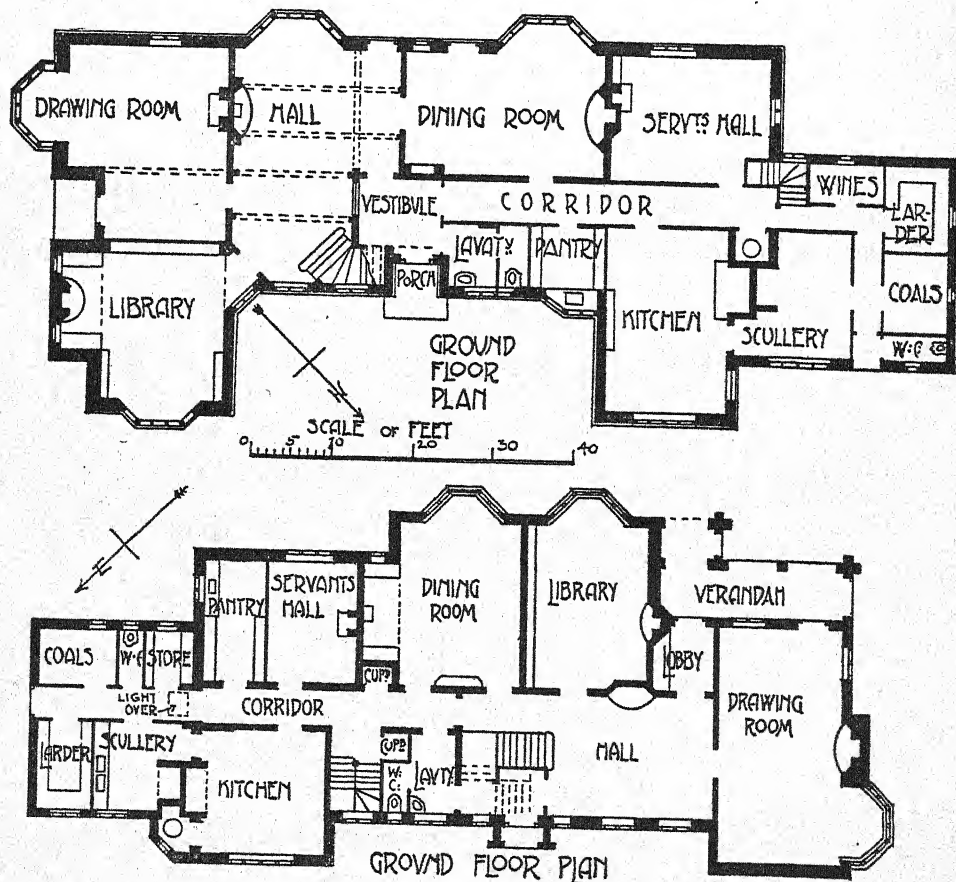 DRAWING ROOM
HALL
DINING ROOM
SERVTS HALL
VESTIBULE
CORRIDOR
WINES
LAR-
DER
LAVATY
PANTRY
PORCH
LIBRARY
KITCHEN
SCULLERY
COALS
W·C
GROUND
FLOOR
PLAN
N
SCALE OF FEET
0 5 10 20 30 40
N
PANTRY
SERVANTS
HALL
DINING
ROOM
LIBRARY
VERANDAH
COALS
W·C
STORE
CUPD
LOBBY
LIGHT
OVER
CORRIDOR
DRAWING
ROOM
LARDER
SCULLERY
KITCHEN
CUPD
W.
C.
LAVTY
HALL
GROUND FLOOR PLAN